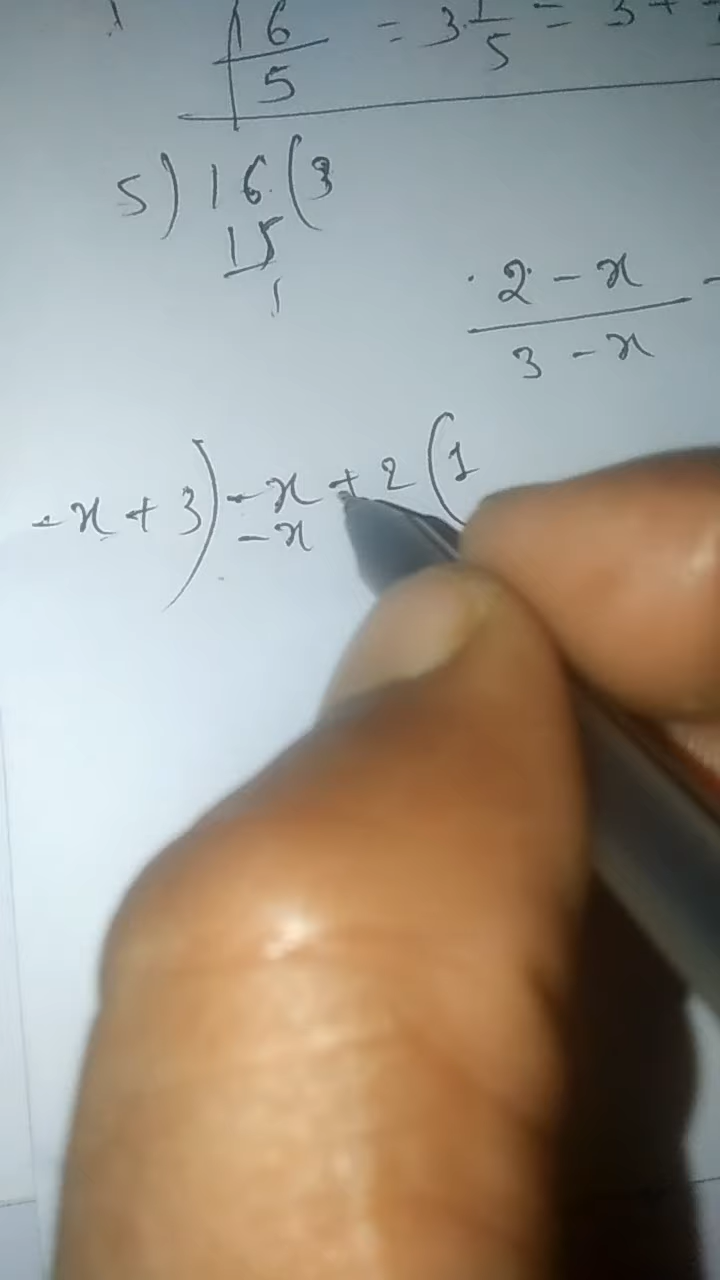 16/5 = 3 1/5 = 3 +
5)16(3
15
1
2 - x
3 - x
-x + 3)-x + 2(1
-x